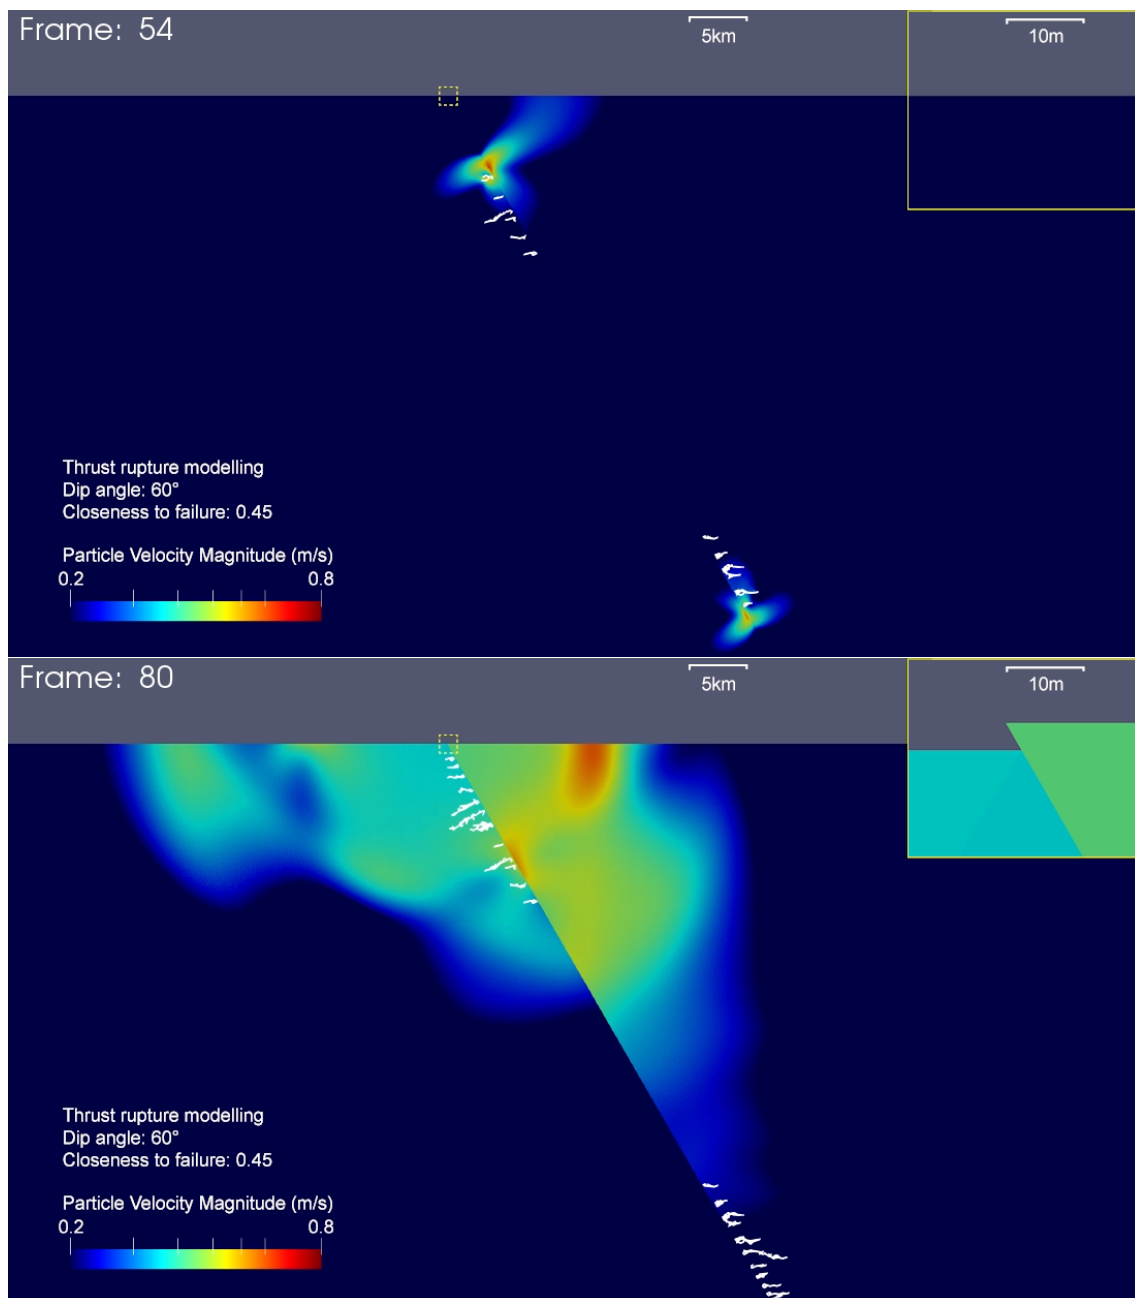 Frame: 54
5km
10m
Thrust rupture modelling
Dip angle: 60°
Closeness to failure: 0.45
Particle Velocity Magnitude (m/s)
0.2 0.8
Frame: 80
5km
10m
Thrust rupture modelling
Dip angle: 60°
Closeness to failure: 0.45
Particle Velocity Magnitude (m/s)
0.2 0.8